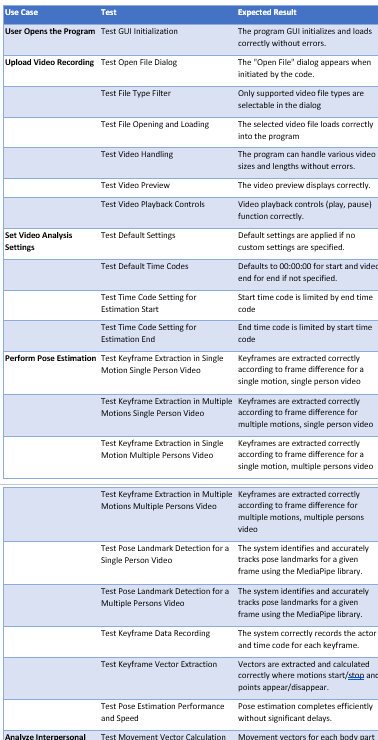 Use Case Test Expected Result
User Opens the Program Test GUI Initialization The program GUI initializes and loads
correctly without errors.
Upload Video Recording Test Open File Dialog The "Open File" dialog appears when
initiated by the code.
Test File Type Filter Only supported video file types are
selectable in the dialog
Test File Opening and Loading The selected video file loads correctly
into the program
Test Video Handling The program can handle various video
sizes and lengths without errors.
Test Video Preview The video preview displays correctly.
Test Video Playback Controls Video playback controls (play, pause)
function correctly.
Set Video Analysis Test Default Settings Default settings are applied if no
Settings custom settings are specified.
Test Default Time Codes Defaults to 00:00:00 for start and video
end for end if not specified.
Test Time Code Setting for Start time code is limited by end time
Estimation Start code
Test Time Code Setting for End time code is limited by start time
Estimation End code
Perform Pose Estimation Test Keyframe Extraction in Single Keyframes are extracted correctly
Motion Single Person Video according to frame difference for a
single motion, single person video
Test Keyframe Extraction in Multiple Keyframes are extracted correctly
Motions Single Person Video according to frame difference for
multiple motions, single person video
Test Keyframe Extraction in Single Keyframes are extracted correctly
Motion Multiple Persons Video according to frame difference for a
single motion, multiple persons video
Test Keyframe Extraction in Multiple Keyframes are extracted correctly
Motions Multiple Persons Video according to frame difference for
multiple motions, multiple persons
video
Test Pose Landmark Detection for a The system identifies and accurately
Single Person Video tracks pose landmarks for a given
frame using the MediaPipe library.
Test Pose Landmark Detection for a The system identifies and accurately
Multiple Persons Video tracks pose landmarks for a given
frame using the MediaPipe library.
Test Keyframe Data Recording The system correctly records the actor
and time code for each keyframe.
Test Keyframe Vector Extraction Vectors are extracted and calculated
correctly where motions start/stop and
points appear/disappear.
Test Pose Estimation Performance Pose estimation completes efficiently
and Speed without significant delays.
Analyze Interpersonal Test Movement Vector Calculation Movement vectors for each body part